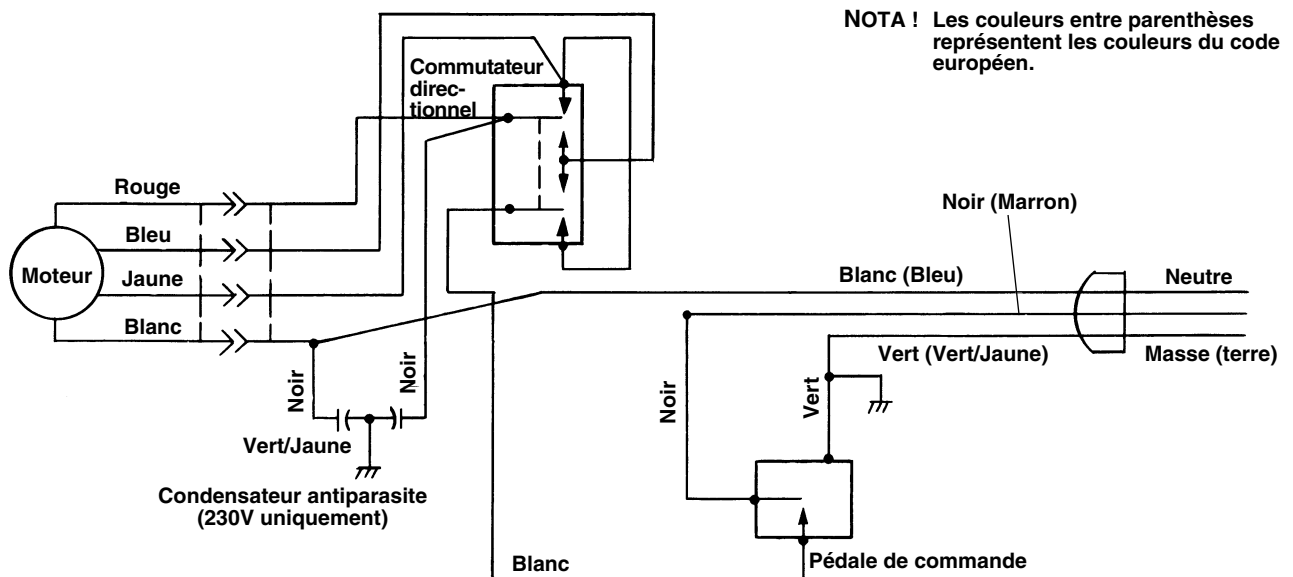 NOTA ! Les couleurs entre parenthèses
représentent les couleurs du code
européen.
Commutateur
direc-
tionnel
Rouge
Bleu
Moteur
Jaune
Blanc
Noir (Marron)
Blanc (Bleu)
Neutre
Vert (Vert/Jaune)
Masse (terre)
Noir
Noir
Noir
Vert
Vert/Jaune
Condensateur antiparasite
(230V uniquement)
Blanc
Pédale de commande